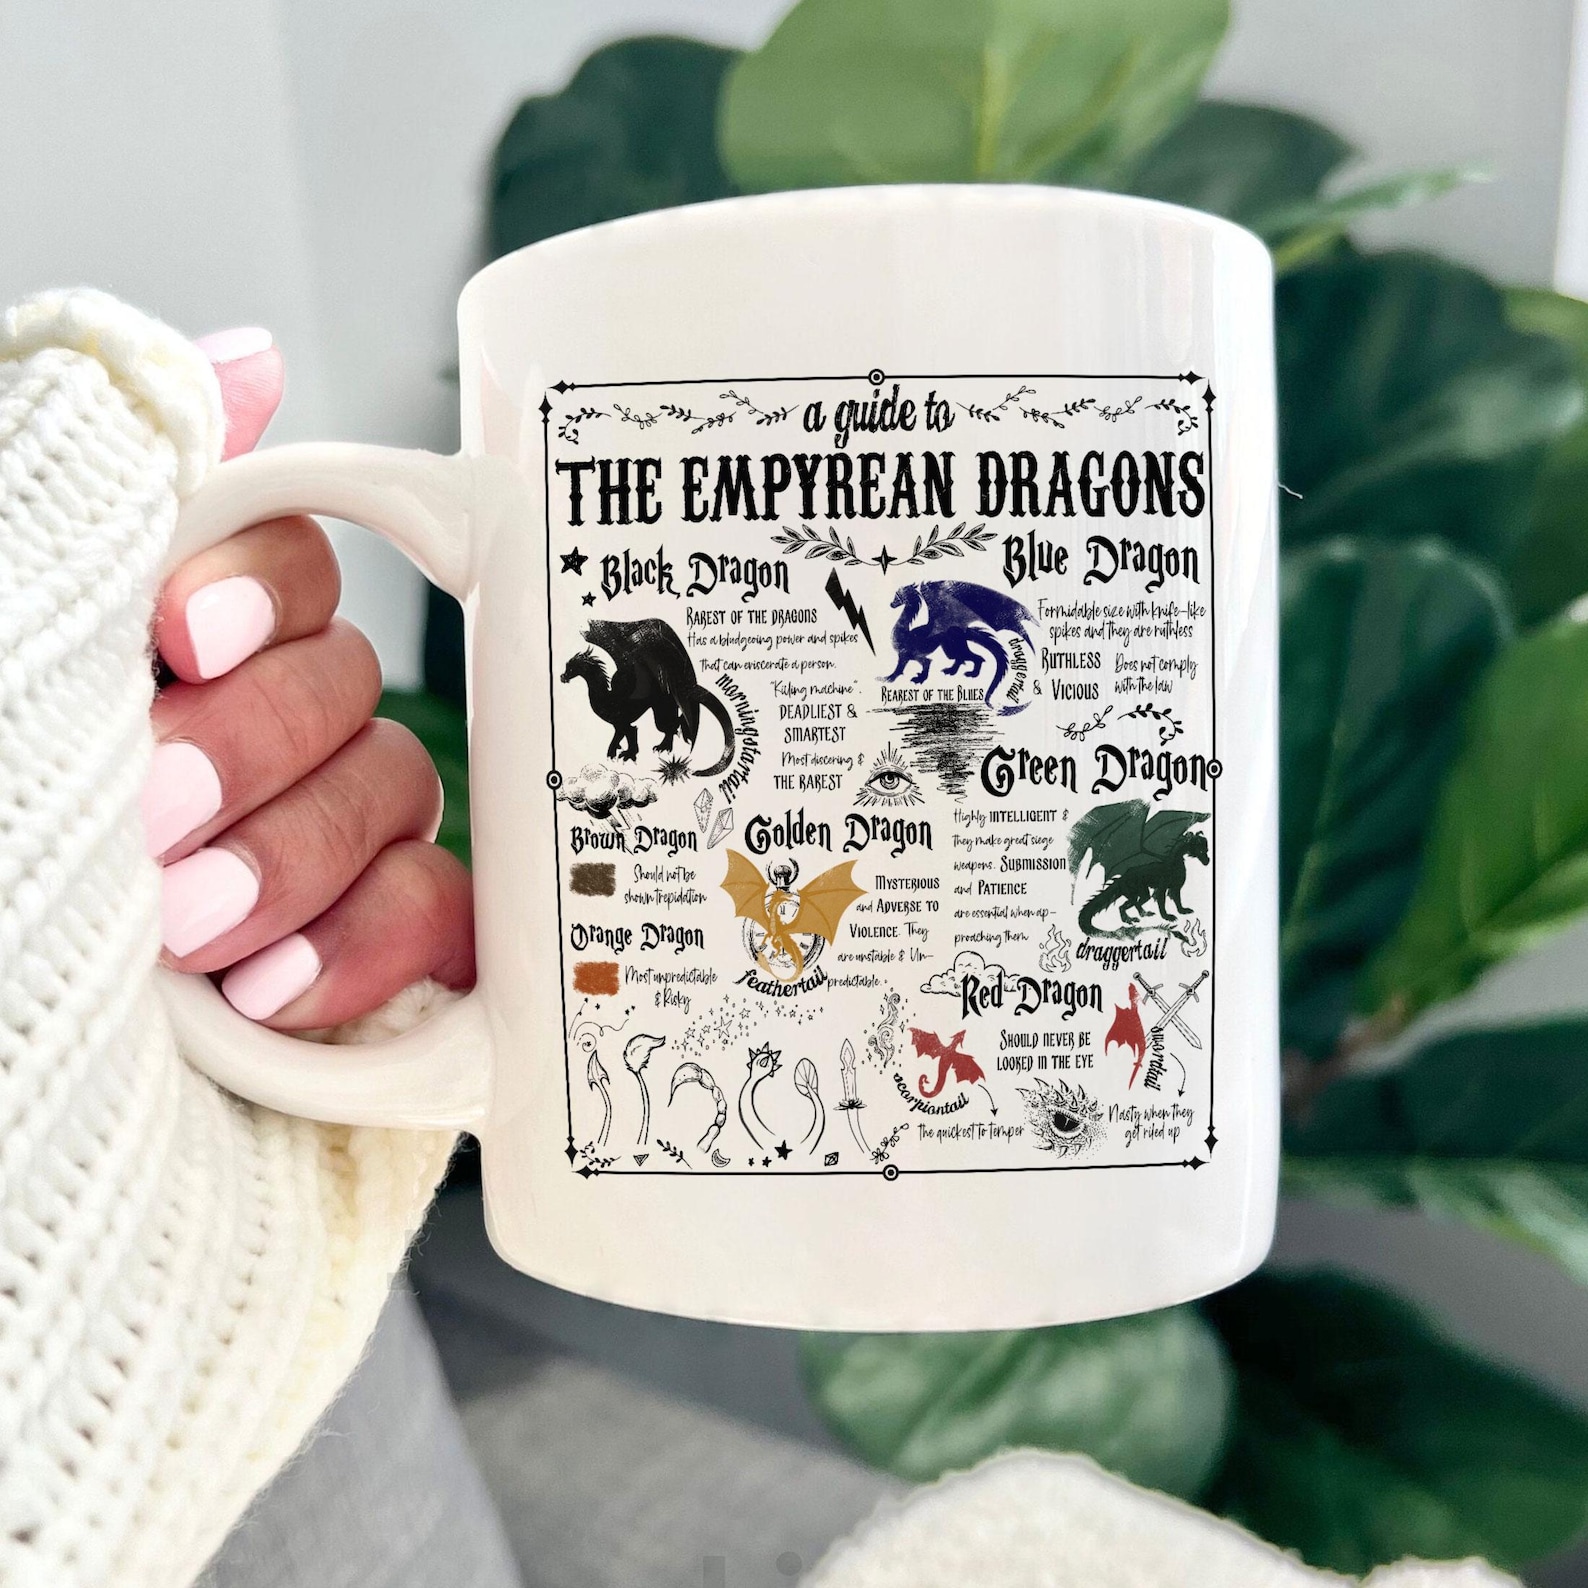 a guide to
THE EMPYREAN DRAGONS
Black Dragon
RAREST OF THE DRAGONS
Has a bludgeoing power and spikes
that can eviscerate a person.
"Killing machine".
DEADLIEST &
SMARTEST
Most discering &
THE RAREST
morningstartail
Blue Dragon
Formidable size with knife-like
spikes and they are ruthless
RUTHLESS
& VICIOUS
Does not comply
with the law
daggertail
REAREST OF THE BLUES
Green Dragon
Highly INTELLIGENT &
they make great siege
weapons. SUBMISSION
and PATIENCE
are essential when ap-
proaching them
draggertail
Brown Dragon
Should not be
shown trepidation
Orange Dragon
Most unpredictable
& Risky
Golden Dragon
MYSTERIOUS
and ADVERSE TO
VIOLENCE. They
are unstable & Un-
predictable.
feathertail
Red Dragon
SHOULD NEVER BE
LOOKED IN THE EYE
scorpiontail
the quickest to temper
swordtail
Nasty when they
get riled up